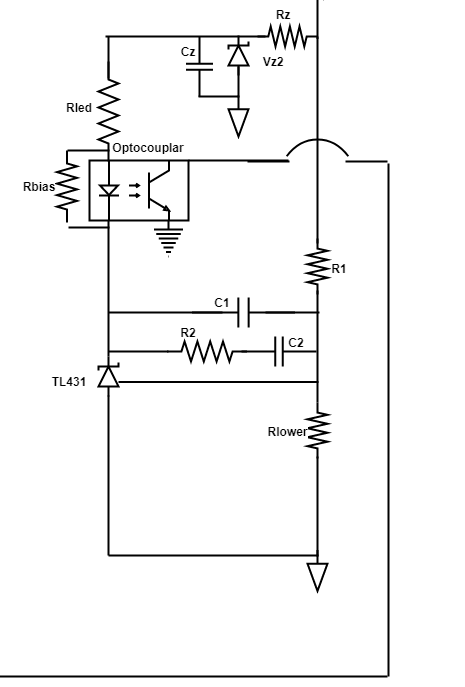 Rz
Cz
Vz2
Rled
Optocouplar
Rbias
R1
C1
R2
C2
TL431
Rlower